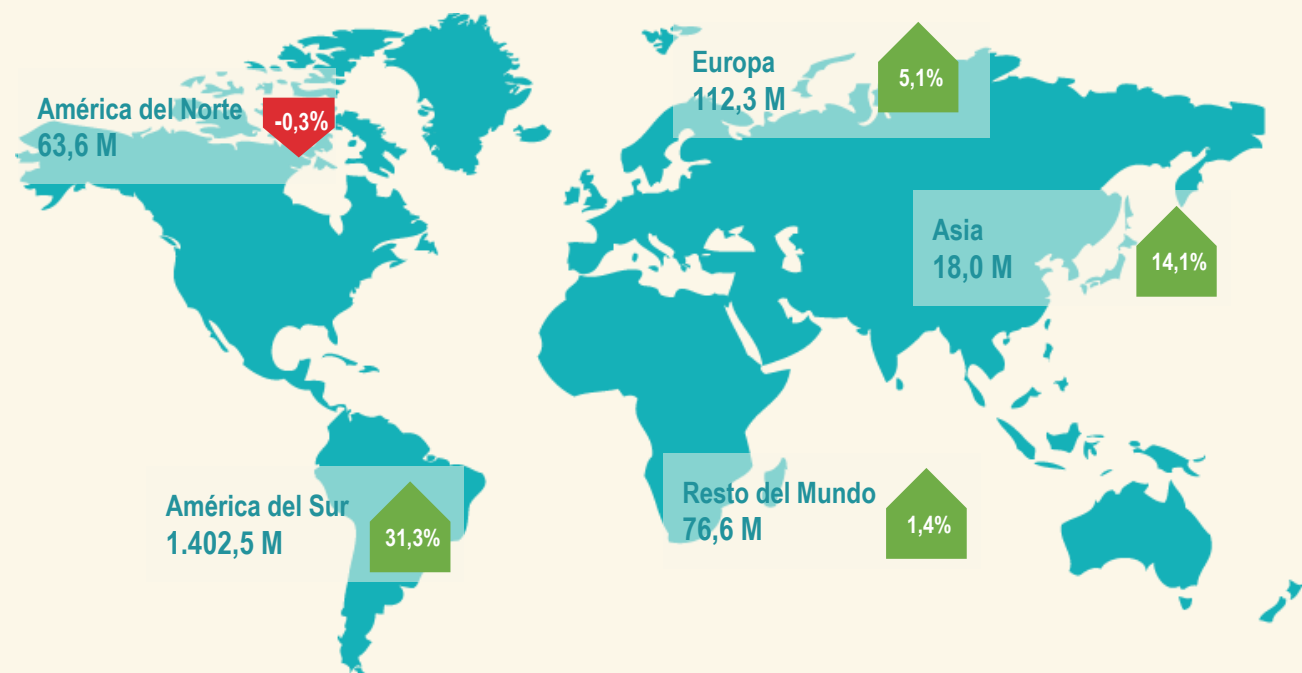 América del Norte
63,6 M
-0,3%
Europa
112,3 M
5,1%
Asia
18,0 M
14,1%
América del Sur
1.402,5 M
31,3%
Resto del Mundo
76,6 M
1,4%